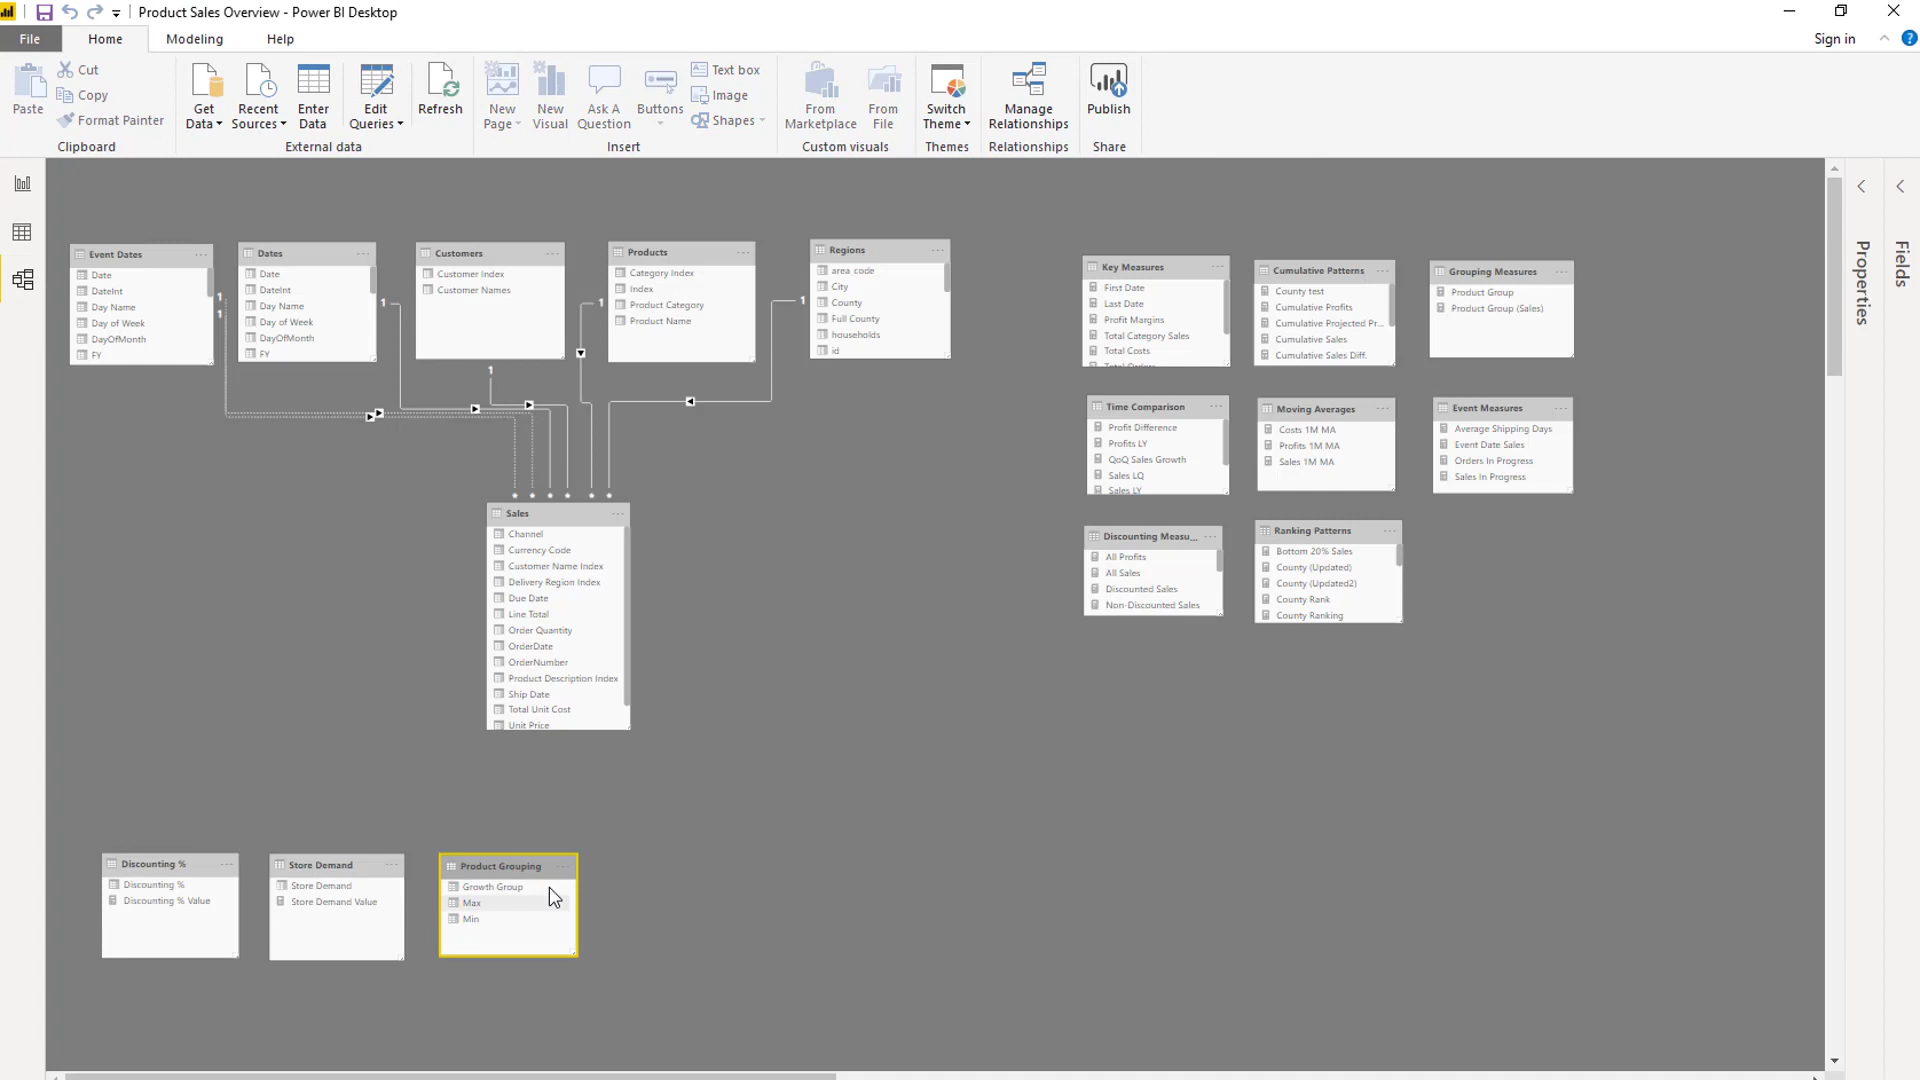 Product Sales Overview - Power BI Desktop
File
Home
Modeling
Help
Sign in
Paste
Cut
Copy
Format Painter
Clipboard
Get
Data
Recent
Sources
Enter
Data
Edit
Queries
Refresh
External data
New
Page
New
Visual
Ask A
Question
Buttons
Text box
Image
Shapes
Insert
From
Marketplace
From
File
Custom visuals
Switch
Theme
Themes
Manage
Relationships
Relationships
Publish
Share
Properties
Fields
Event Dates
Date
DateInt
Day Name
Day of Week
DayOfMonth
FY
Dates
Date
DateInt
Day Name
Day of Week
DayOfMonth
FY
Customers
Customer Index
Customer Names
Products
Category Index
Index
Product Category
Product Name
Regions
area_code
City
County
Full County
households
id
1
1
1
1
1
1
Key Measures
First Date
Last Date
Profit Margins
Total Category Sales
Total Costs
Total Orders
Cumulative Patterns
County test
Cumulative Profits
Cumulative Projected Pr...
Cumulative Sales
Cumulative Sales Diff.
Grouping Measures
Product Group
Product Group (Sales)
Time Comparison
Profit Difference
Profits LY
QoQ Sales Growth
Sales LQ
Sales LY
Moving Averages
Costs 1M MA
Profits 1M MA
Sales 1M MA
Event Measures
Average Shipping Days
Event Date Sales
Orders In Progress
Sales In Progress
Discounting Measu...
All Profits
All Sales
Discounted Sales
Non-Discounted Sales
Ranking Patterns
Bottom 20% Sales
County (Updated)
County (Updated2)
County Rank
County Ranking
Sales
Channel
Currency Code
Customer Name Index
Delivery Region Index
Due Date
Line Total
Order Quantity
OrderDate
OrderNumber
Product Description Index
Ship Date
Total Unit Cost
Unit Price
Discounting %
Discounting %
Discounting % Value
Store Demand
Store Demand
Store Demand Value
Product Grouping
Growth Group
Max
Min